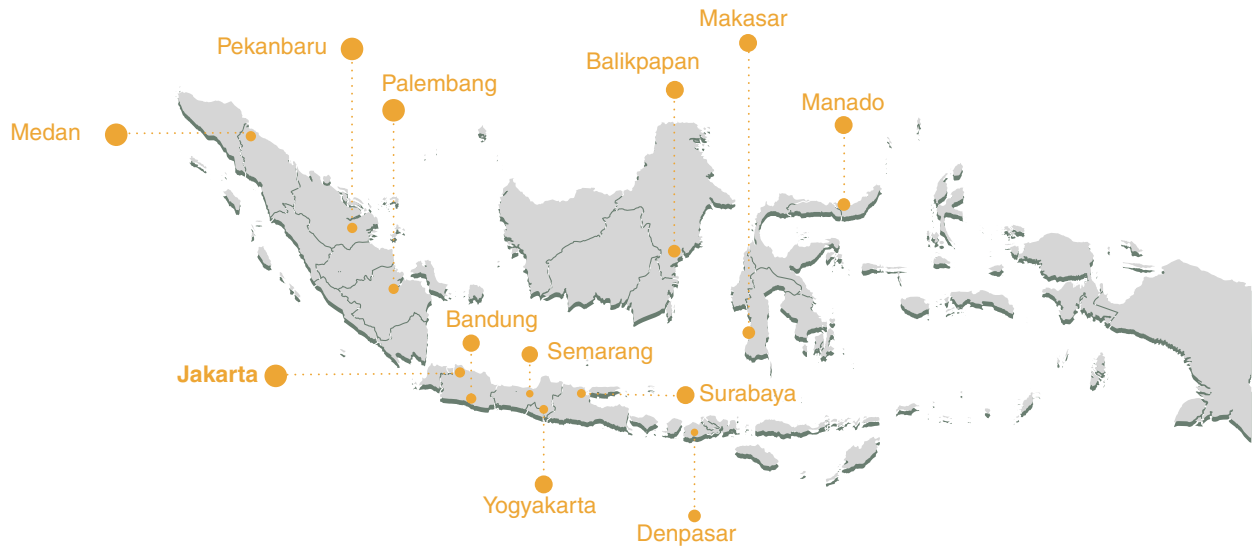 Makasar
Pekanbaru
Balikpapan
Palembang
Manado
Medan
Bandung
Semarang
Jakarta
Surabaya
Yogyakarta
Denpasar